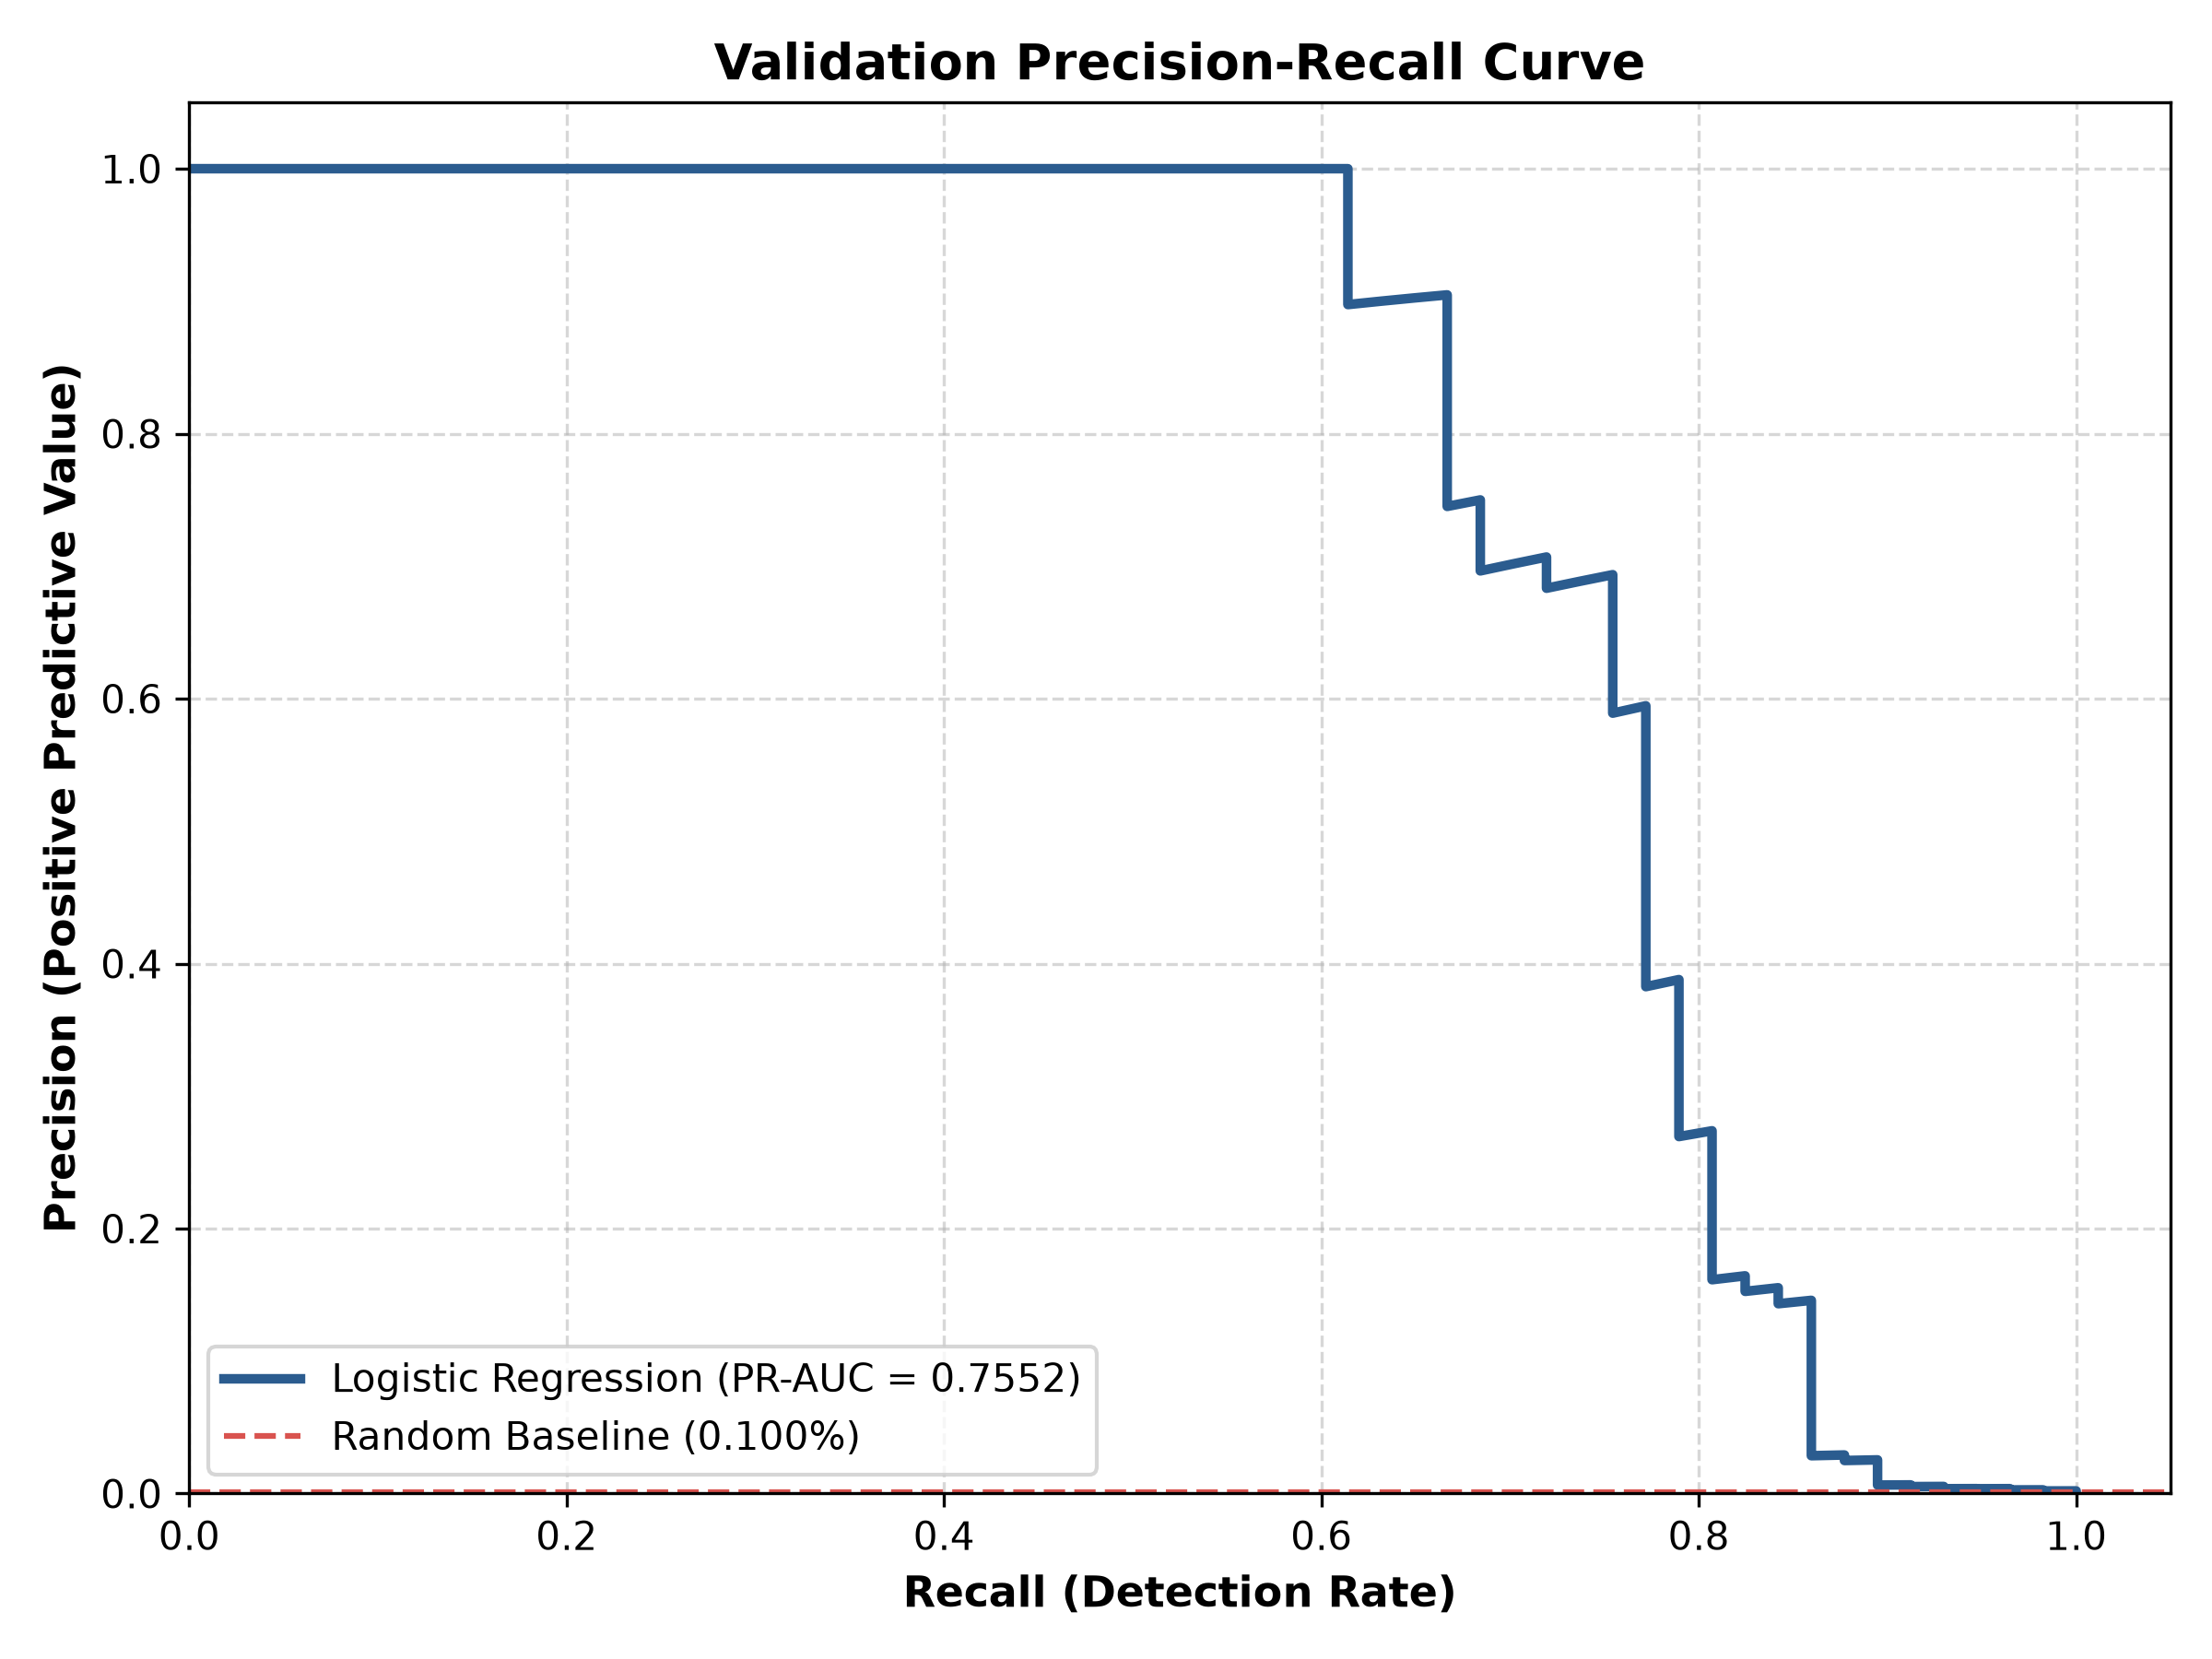 Validation Precision-Recall Curve
Precision (Positive Predictive Value)
1.0
0.8
0.6
0.4
0.2
0.0
Logistic Regression (PR-AUC = 0.7552)
Random Baseline (0.100%)
0.0 0.2 0.4 0.6 0.8 1.0
Recall (Detection Rate)